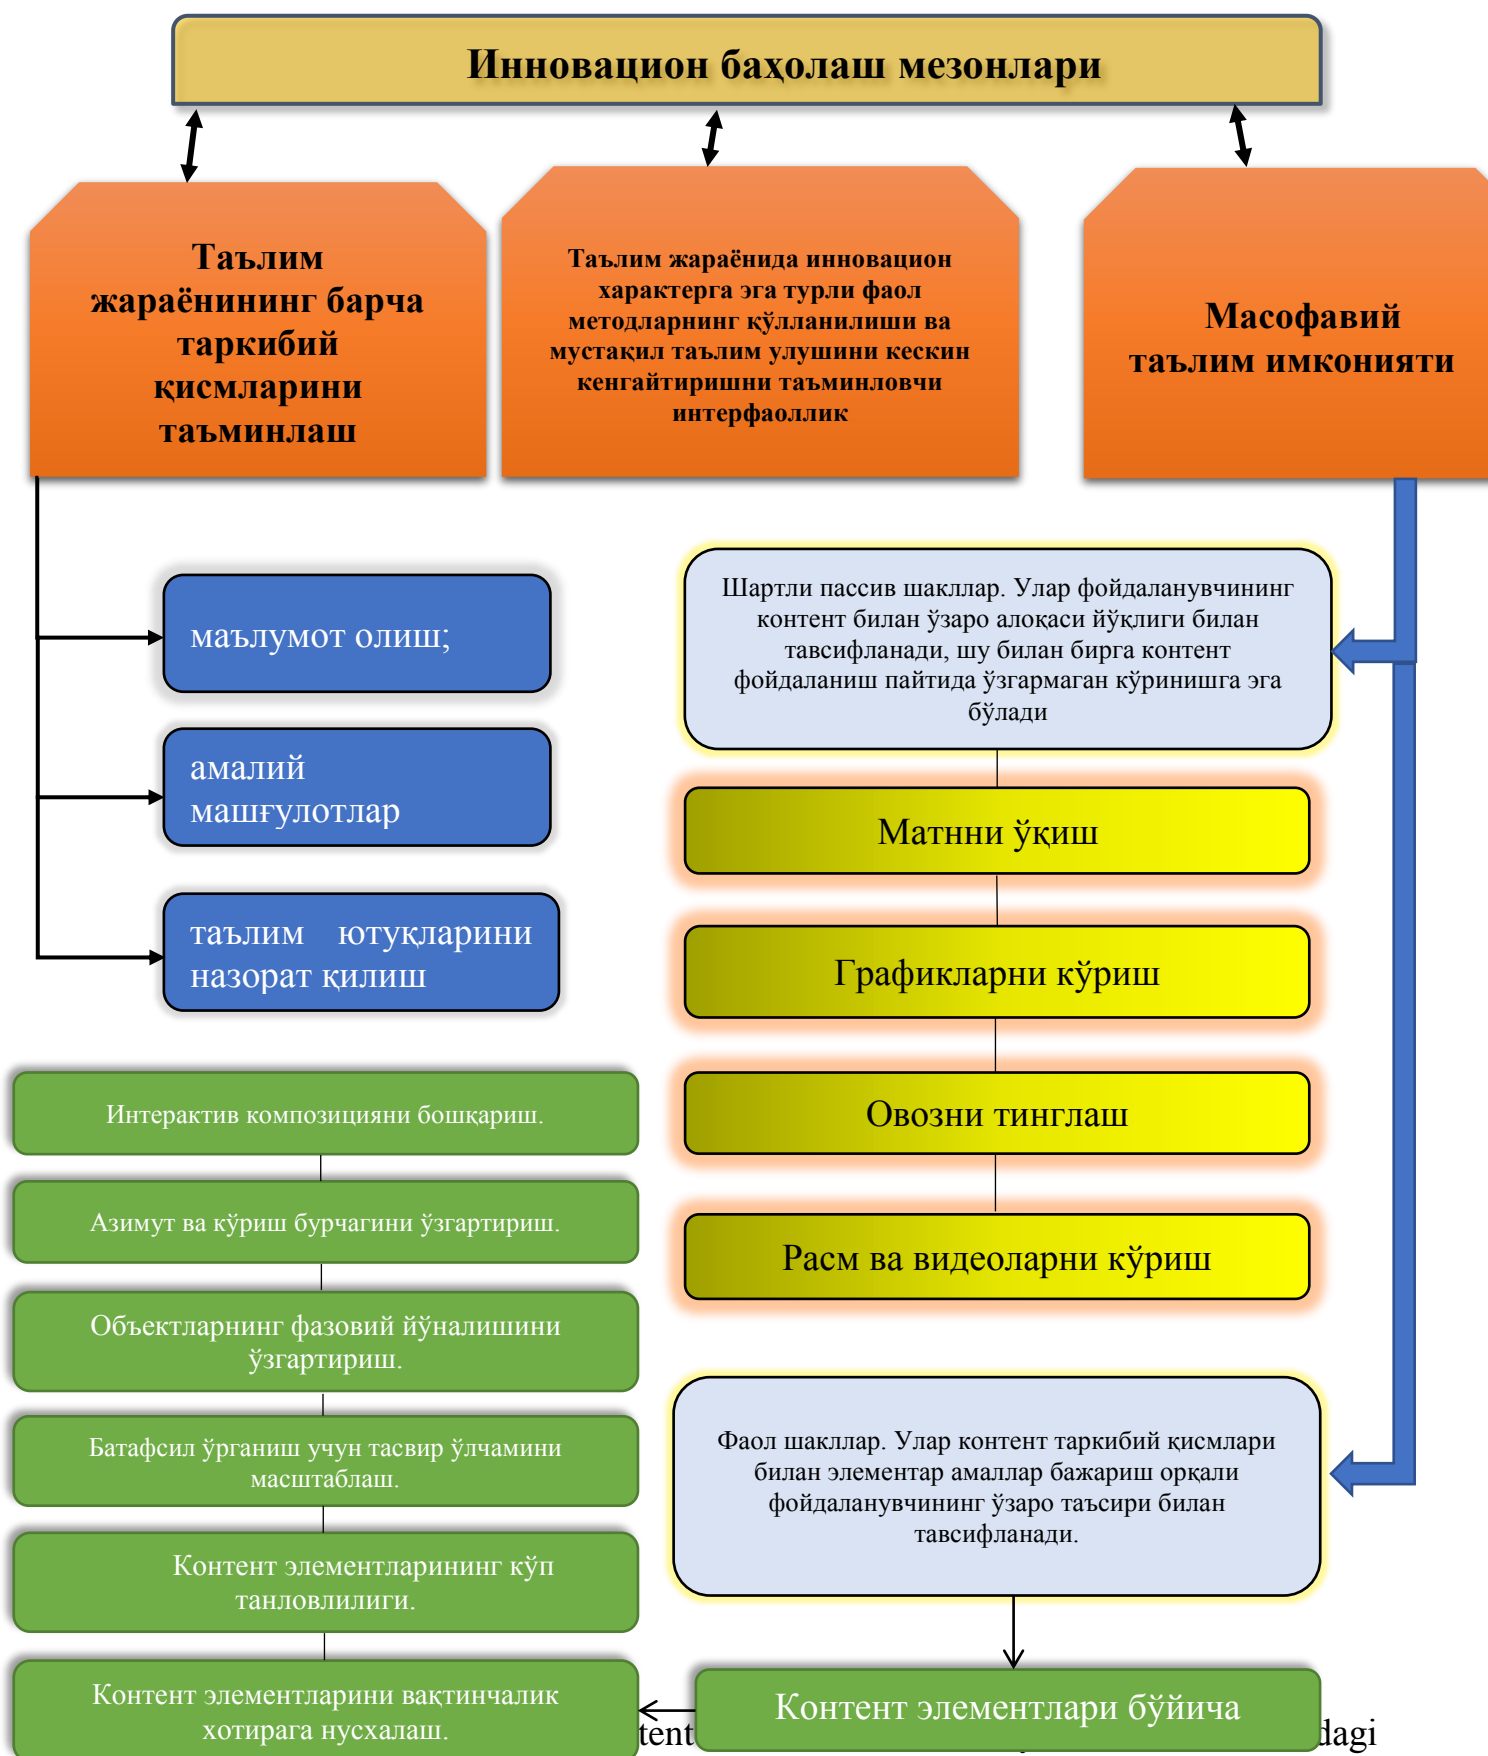 Инновацион баҳолаш мезонлари
Таълим
жараёнининг барча
таркибий
қисмларини
таъминлаш
Таълим жараёнида инновацион
характерга эга турли фаол
методларнинг қўлланилиши ва
мустақил таълим улушини кескин
кенгайтиришни таъминловчи
интерфаоллик
Масофавий
таълим имконияти
маълумот олиш;
амалий
машғулотлар
таълим ютуқларини
назорат қилиш
Шартли пассив шакллар. Улар фойдаланувчининг
контент билан ўзаро алоқаси йўқлиги билан
тавсифланади, шу билан бирга контент
фойдаланиш пайтида ўзгармаган кўринишга эга
бўлади
Матнни ўқиш
Графикларни кўриш
Овозни тинглаш
Расм ва видеоларни кўриш
Интерактив композицияни бошқариш.
Азимут ва кўриш бурчагини ўзгартириш.
Объектларнинг фазовий йўналишини
ўзгартириш.
Батафсил ўрганиш учун тасвир ўлчамини
масштаблаш.
Контент элементларининг кўп
танловлилиги.
Контент элементларини вақтинчалик
хотирага нусхалаш.
Фаол шакллар. Улар контент таркибий қисмлари
билан элементар амаллар бажариш орқали
фойдаланувчининг ўзаро таъсири билан
тавсифланади.
Контент элементлари бўйича
tent dagi